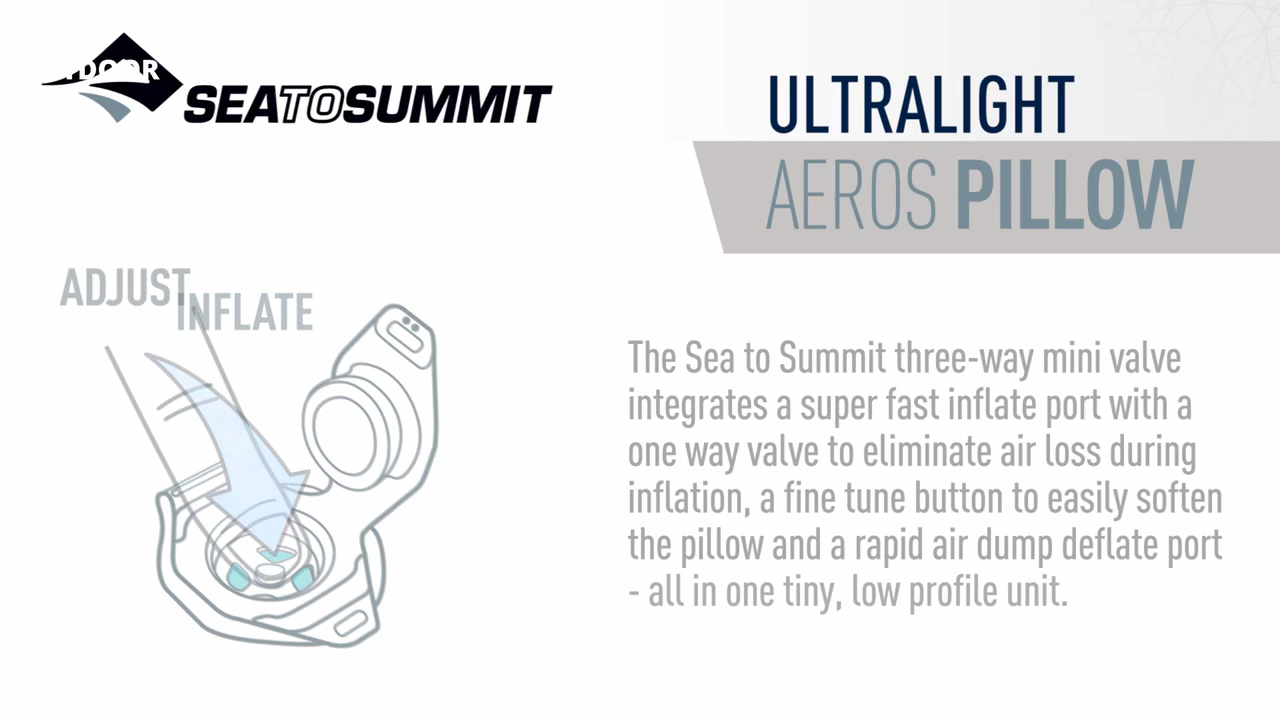 SEATOSUMMIT
ULTRALIGHT
AEROS PILLOW
ADJUST
INFLATE
The Sea to Summit three-way mini valve
integrates a super fast inflate port with a
one way valve to eliminate air loss during
inflation, a fine tune button to easily soften
the pillow and a rapid air dump deflate port
- all in one tiny, low profile unit.